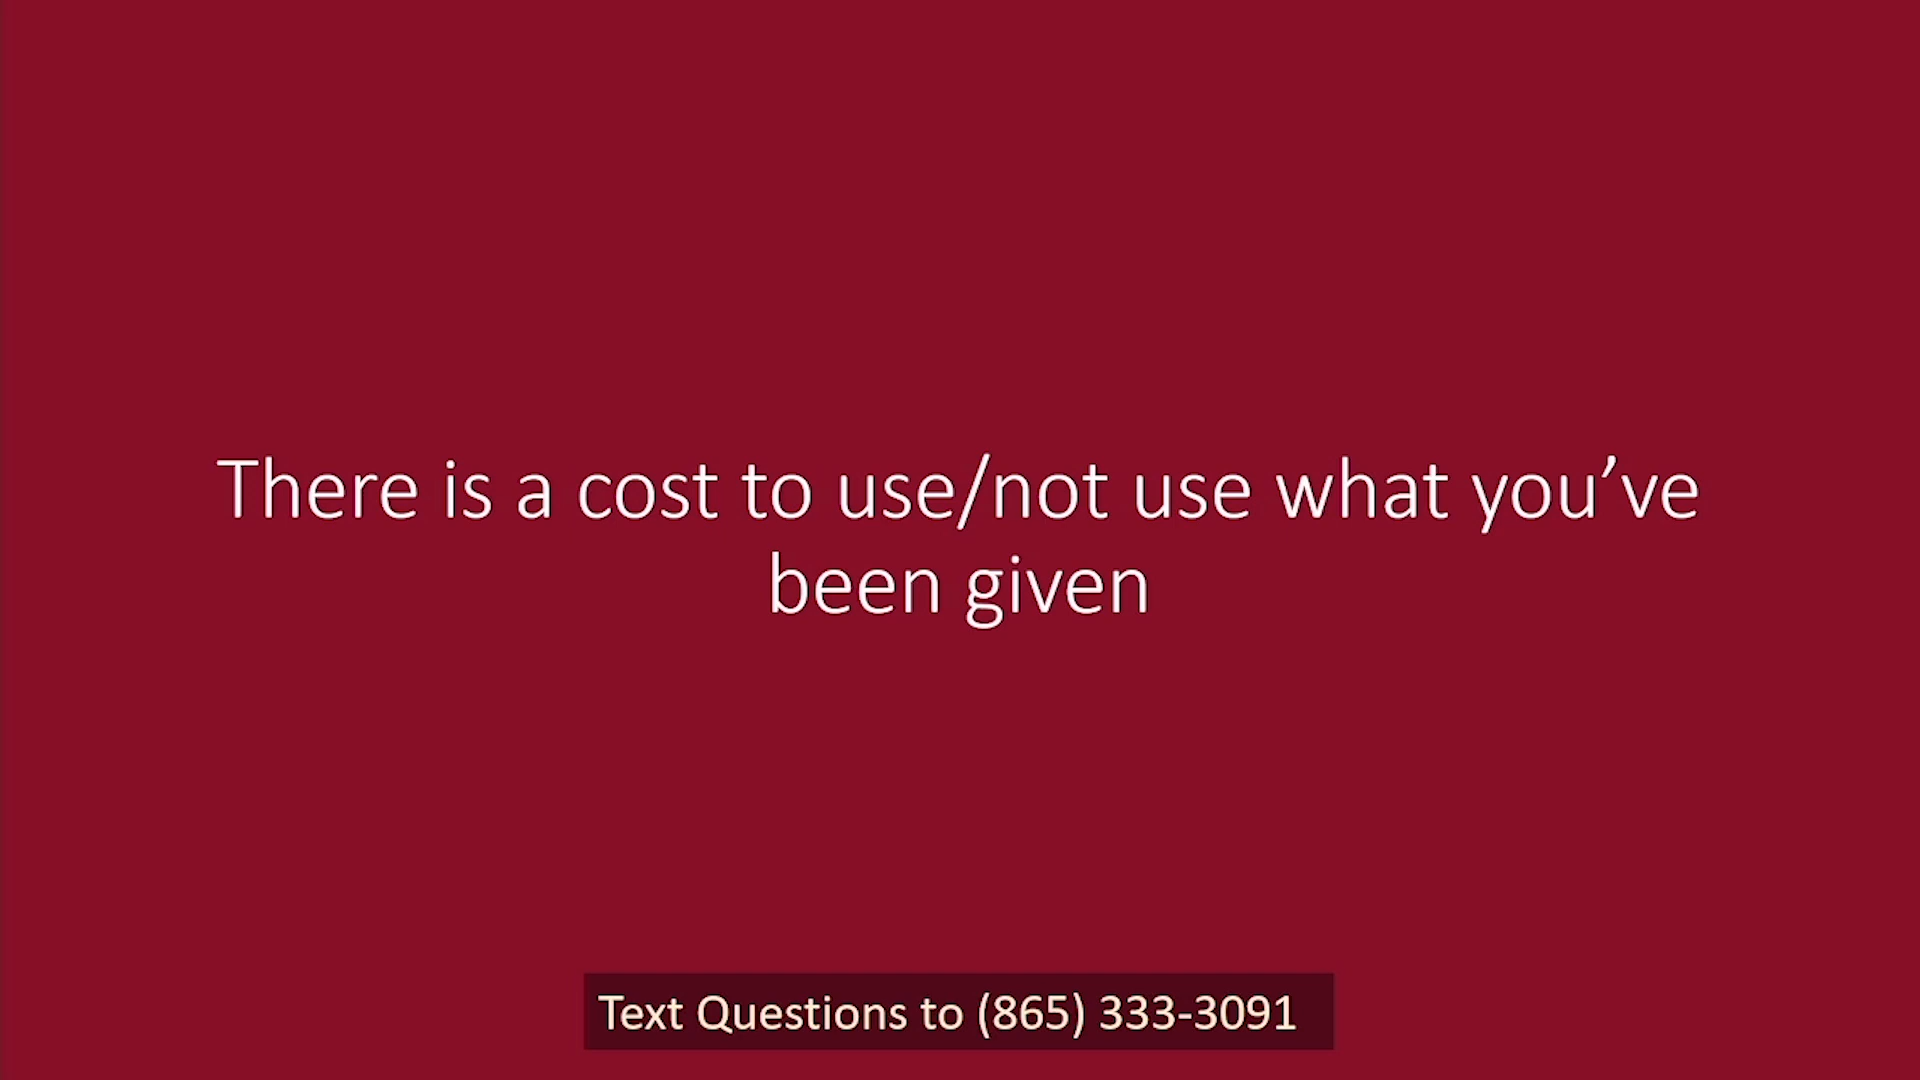 There is a cost to use/not use what you’ve
been given
Text Questions to (865) 333-3091